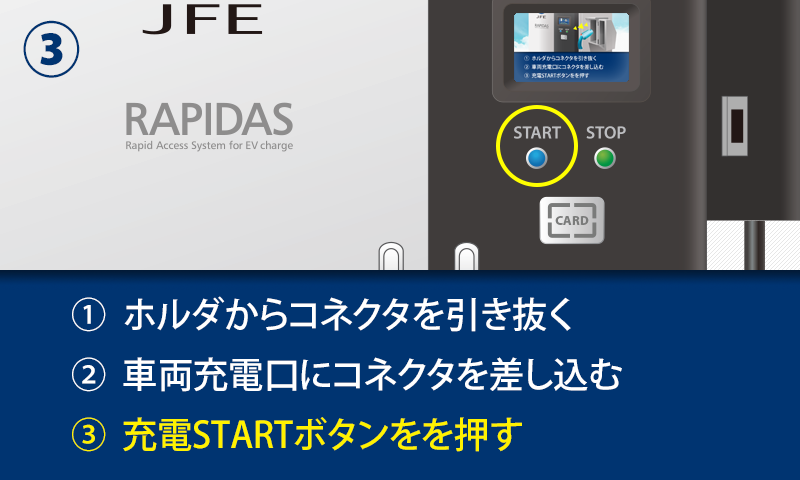 ③
JFE
RAPIDAS
Rapid Access System for EV charge
① ホルダからコネクタを引き抜く
② 車両充電口にコネクタを差し込む
③ 充電STARTボタンを押す
START STOP
CARD
① ホルダからコネクタを引き抜く
② 車両充電口にコネクタを差し込む
③ 充電STARTボタンをを押す